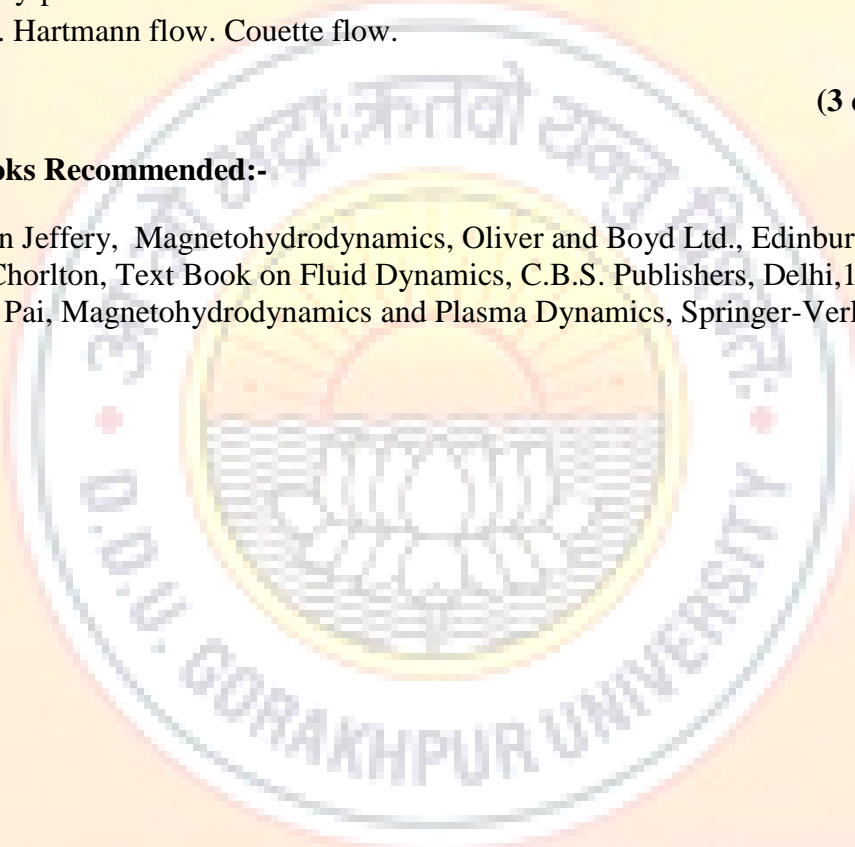 . Hartmann flow. Couette flow.
(3
oks Recommended:-
n Jeffery, Magnetohydrodynamics, Oliver and Boyd Ltd., Edinbur
Chorlton, Text Book on Fluid Dynamics, C.B.S. Publishers, Delhi,1
Pai, Magnetohydrodynamics and Plasma Dynamics, Springer-Verl
D.D.U. GORAKHPUR UNIVERSITY